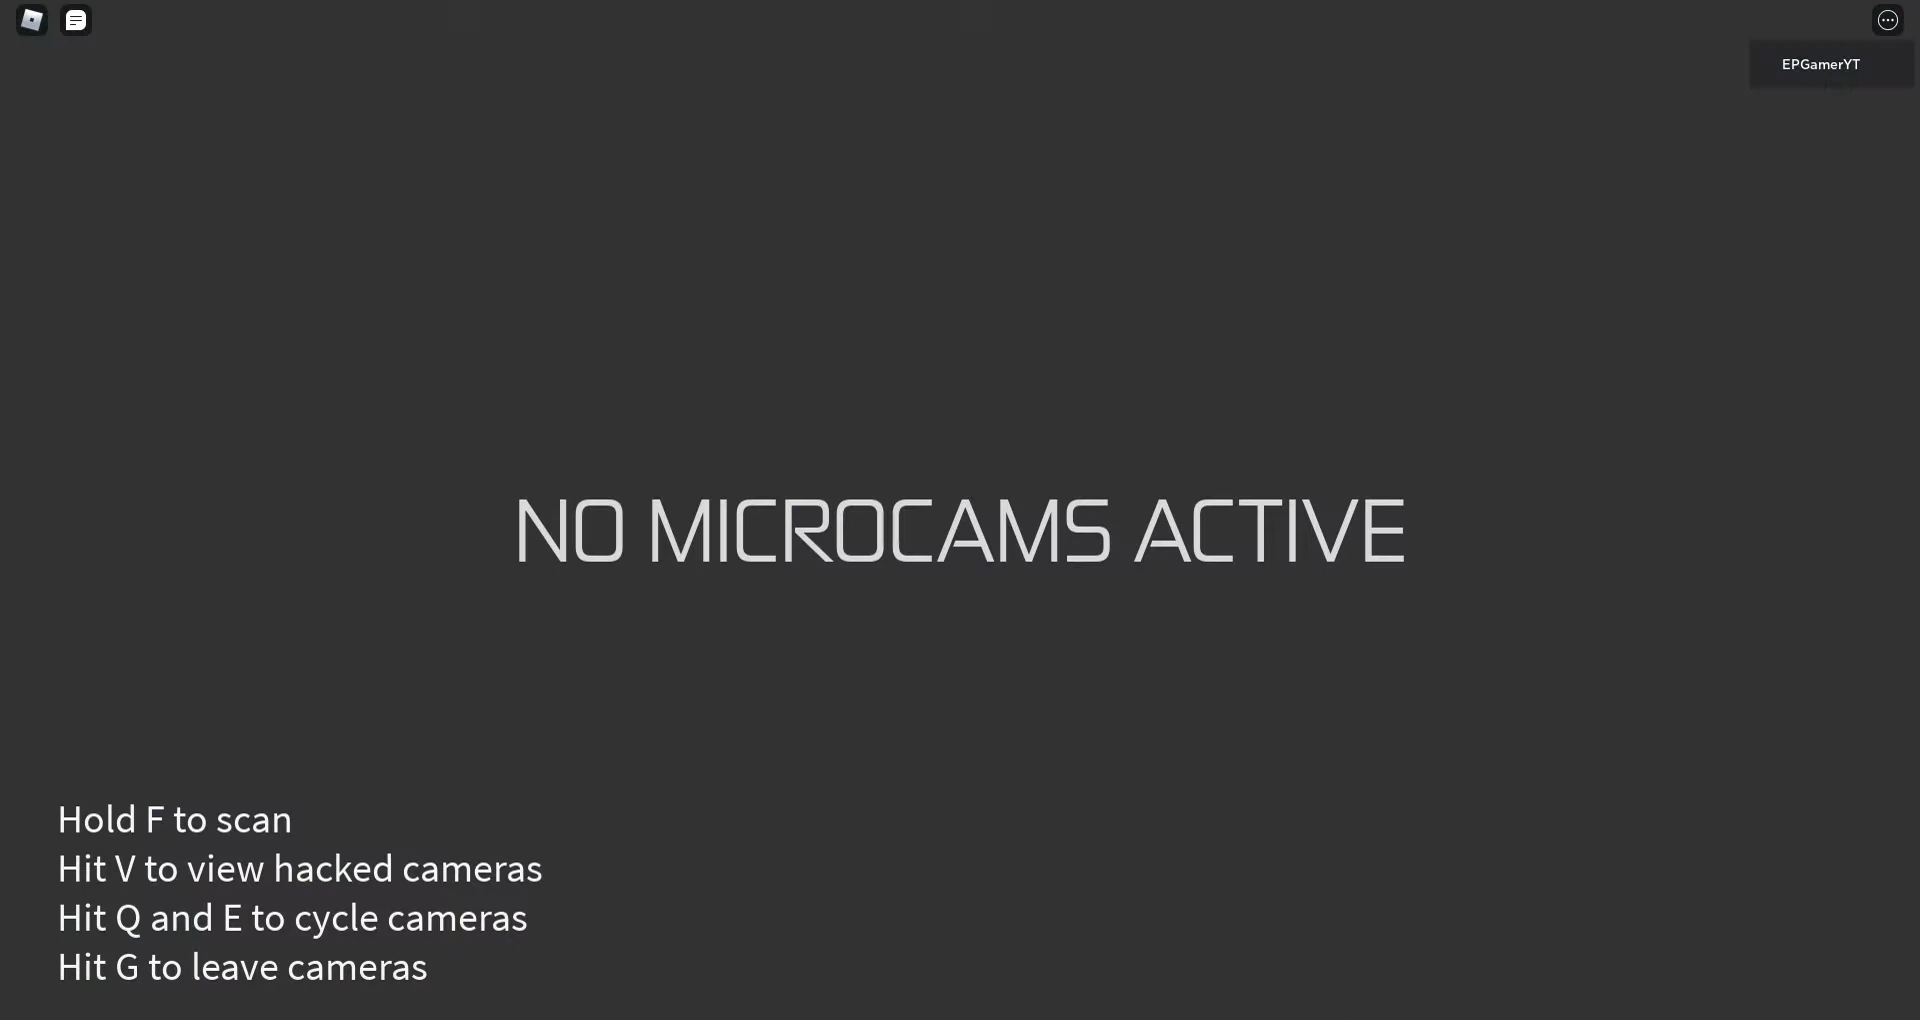 EPGamerYT
NO MICROCAMS ACTIVE
Hold F to scan
Hit V to view hacked cameras
Hit Q and E to cycle cameras
Hit G to leave cameras